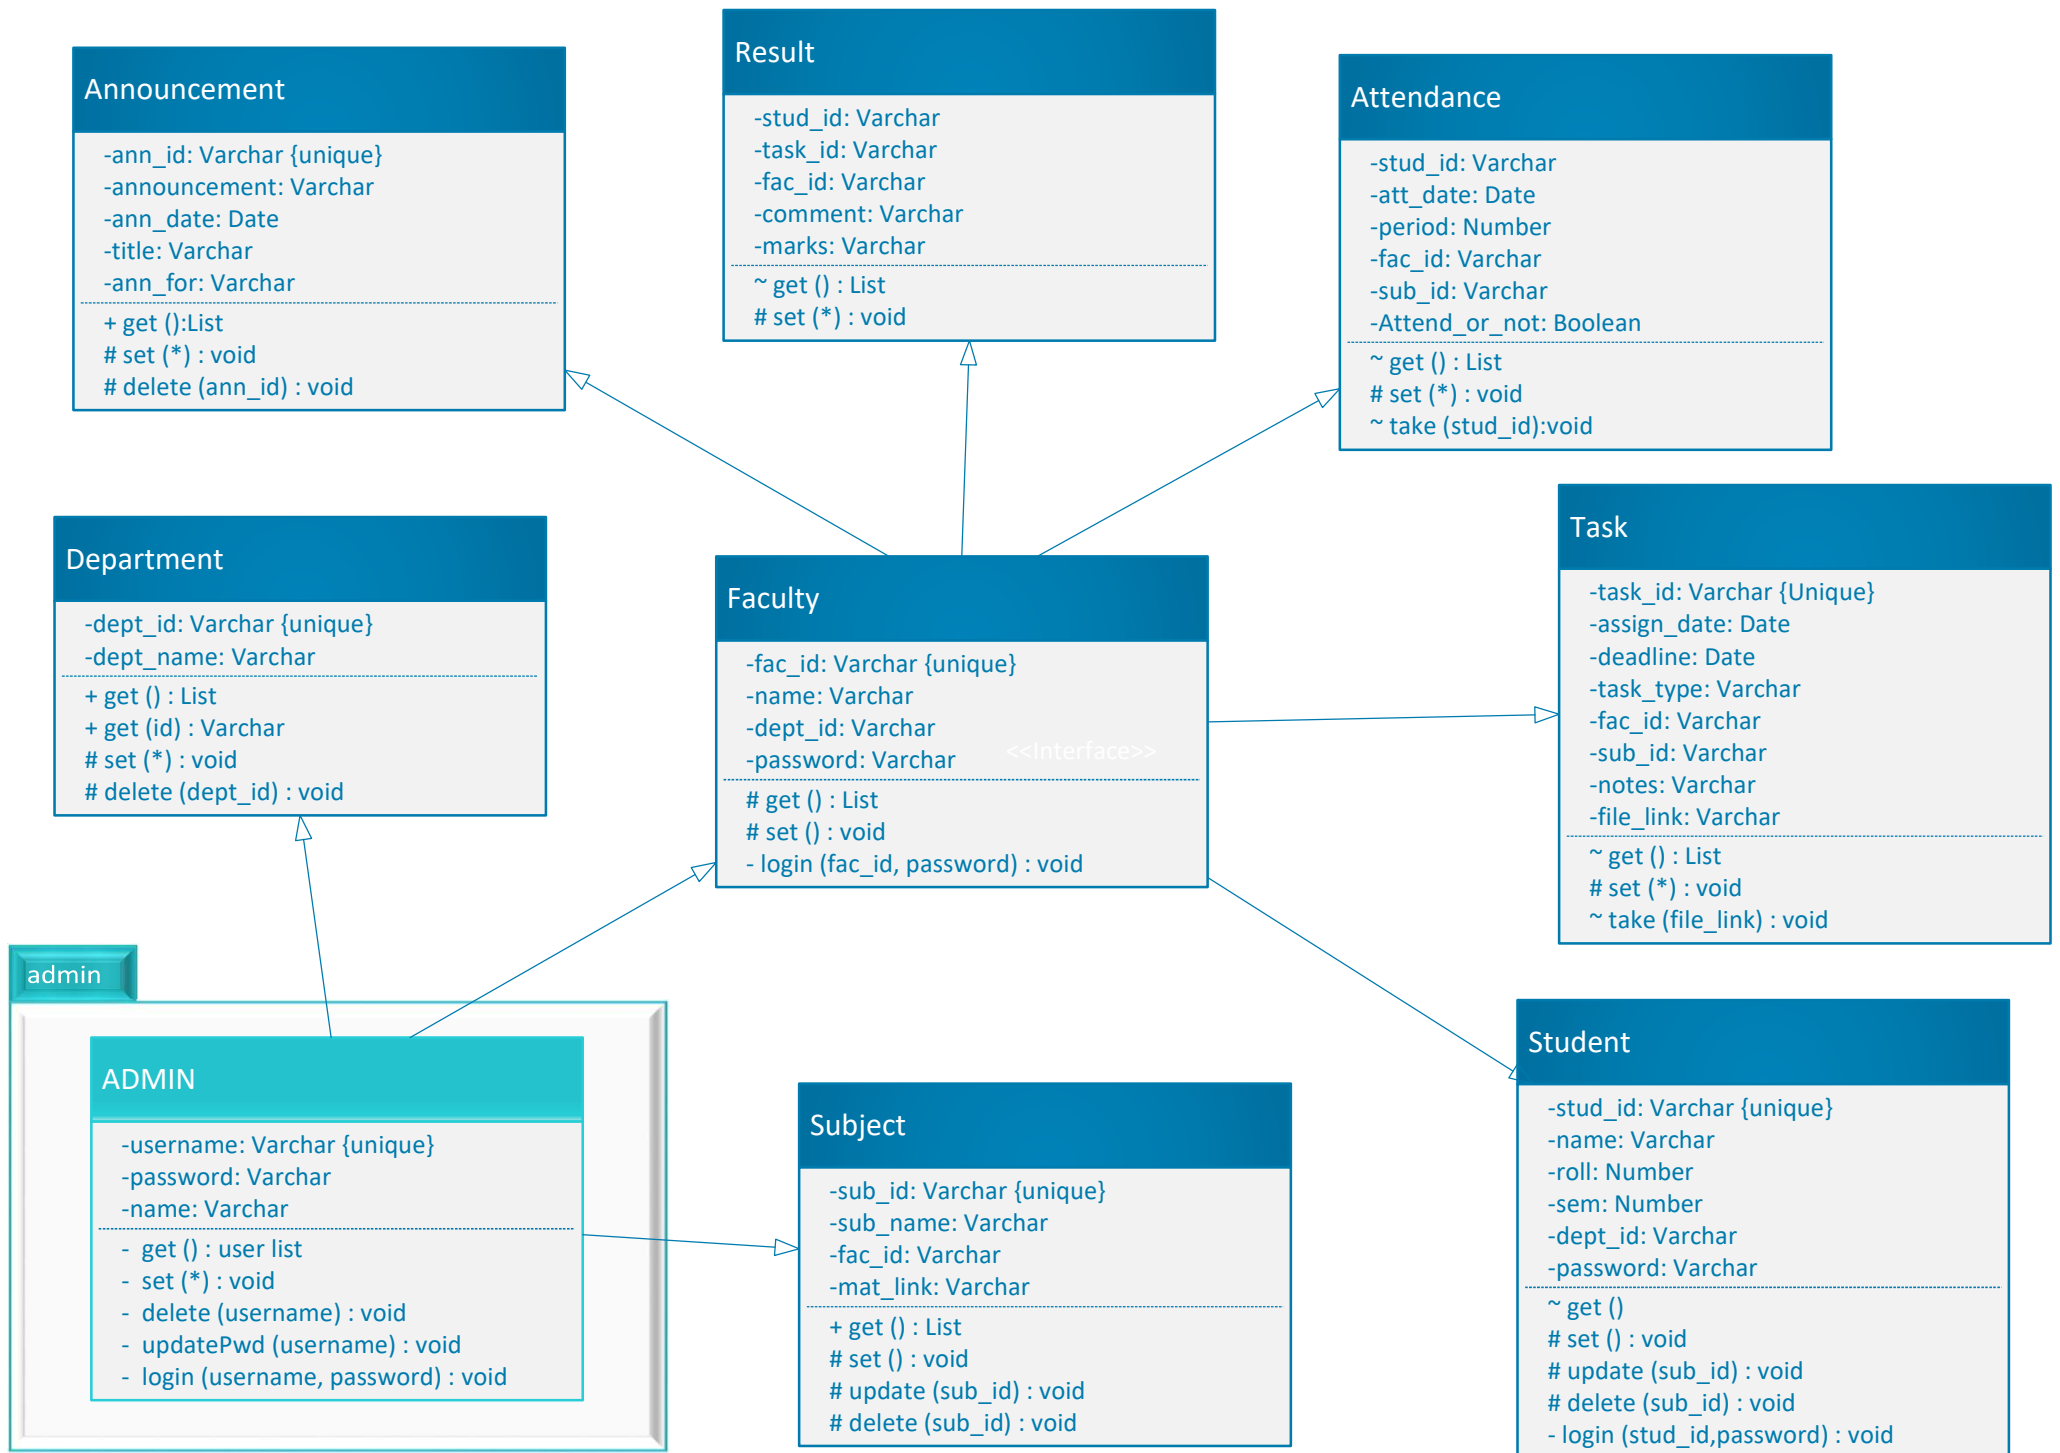 Announcement
-ann_id: Varchar {unique}
-announcement: Varchar
-ann_date: Date
-title: Varchar
-ann_for: Varchar
+ get ():List
# set (*) : void
# delete (ann_id) : void
Result
-stud_id: Varchar
-task_id: Varchar
-fac_id: Varchar
-comment: Varchar
-marks: Varchar
~ get () : List
# set (*) : void
Attendance
-stud_id: Varchar
-att_date: Date
-period: Number
-fac_id: Varchar
-sub_id: Varchar
-Attend_or_not: Boolean
~ get () : List
# set (*) : void
~ take (stud_id):void
Department
-dept_id: Varchar {unique}
-dept_name: Varchar
+ get () : List
+ get (id) : Varchar
# set (*) : void
# delete (dept_id) : void
Faculty
-fac_id: Varchar {unique}
-name: Varchar
-dept_id: Varchar
-password: Varchar
<<Interface>>
# get () : List
# set () : void
- login (fac_id, password) : void
Task
-task_id: Varchar {Unique}
-assign_date: Date
-deadline: Date
-task_type: Varchar
-fac_id: Varchar
-sub_id: Varchar
-notes: Varchar
-file_link: Varchar
~ get () : List
# set (*) : void
~ take (file_link) : void
admin
ADMIN
-username: Varchar {unique}
-password: Varchar
-name: Varchar
- get () : user list
- set (*) : void
- delete (username) : void
- updatePwd (username) : void
- login (username, password) : void
Subject
-sub_id: Varchar {unique}
-sub_name: Varchar
-fac_id: Varchar
-mat_link: Varchar
+ get () : List
# set () : void
# update (sub_id) : void
# delete (sub_id) : void
Student
-stud_id: Varchar {unique}
-name: Varchar
-roll: Number
-sem: Number
-dept_id: Varchar
-password: Varchar
~ get ()
# set () : void
# update (sub_id) : void
# delete (sub_id) : void
- login (stud_id,password) : void